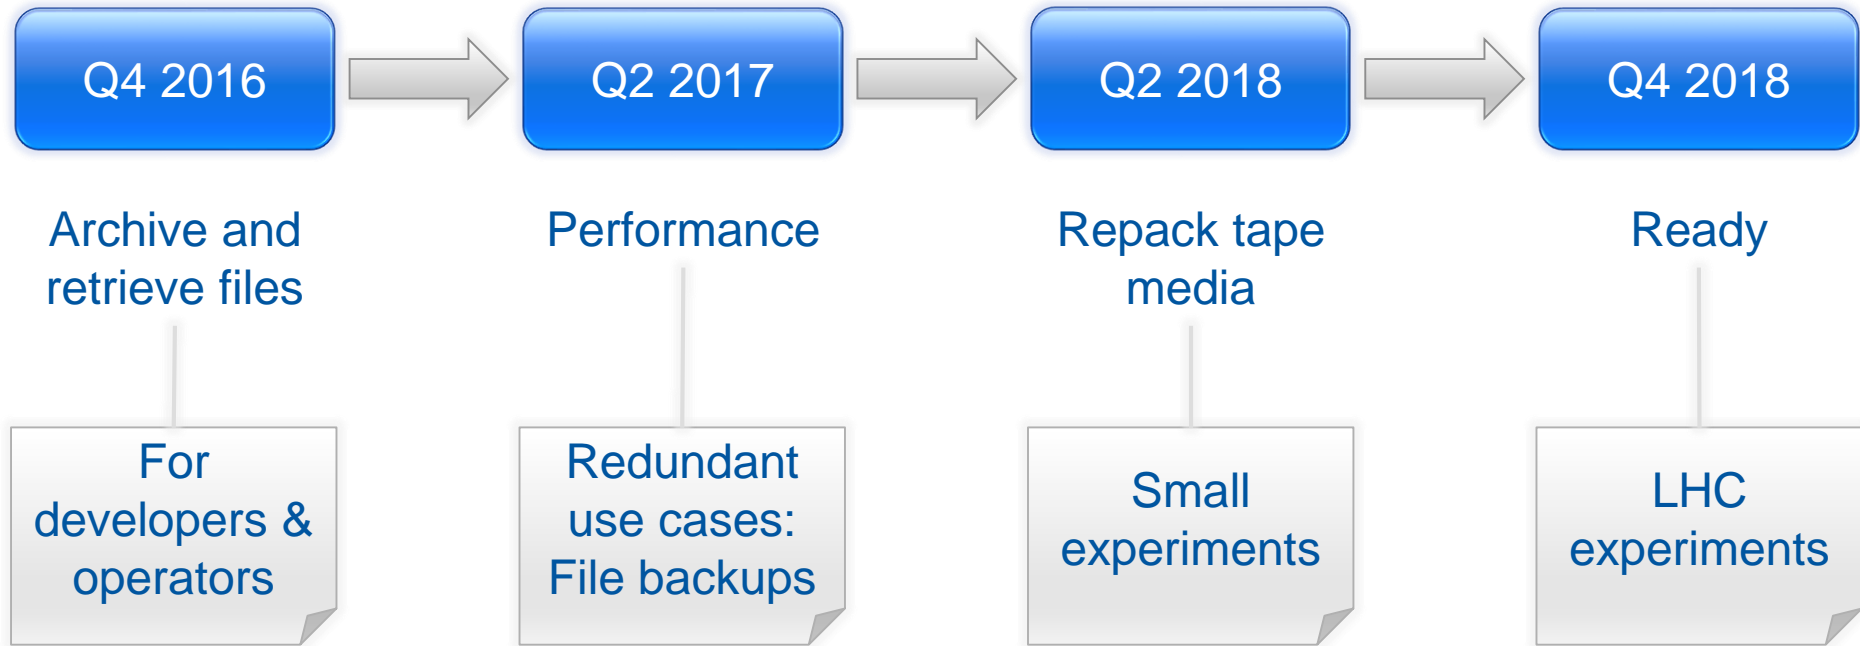 Q4 2016
Q2 2017
Q2 2018
Q4 2018
Archive and
retrieve files
Performance
Repack tape
media
Ready
For
developers &
operators
Redundant
use cases:
File backups
Small
experiments
LHC
experiments